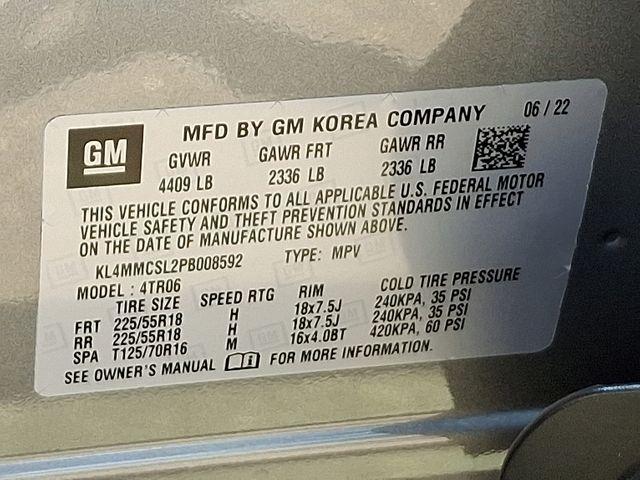 GM
MFD BY GM KOREA COMPANY 06 / 22
GVWR GAWR FRT GAWR RR
4409 LB 2336 LB 2336 LB
THIS VEHICLE CONFORMS TO ALL APPLICABLE U.S. FEDERAL MOTOR
VEHICLE SAFETY AND THEFT PREVENTION STANDARDS IN EFFECT
ON THE DATE OF MANUFACTURE SHOWN ABOVE.
KL4MMCSL2PB008592 TYPE: MPV
MODEL : 4TR06
TIRE SIZE SPEED RTG RIM COLD TIRE PRESSURE
FRT 225/55R18 H 18x7.5J 240KPA, 35 PSI
RR 225/55R18 H 18x7.5J 240KPA, 35 PSI
SPA T125/70R16 M 16x4.0BT 420KPA, 60 PSI
SEE OWNER'S MANUAL FOR MORE INFORMATION.